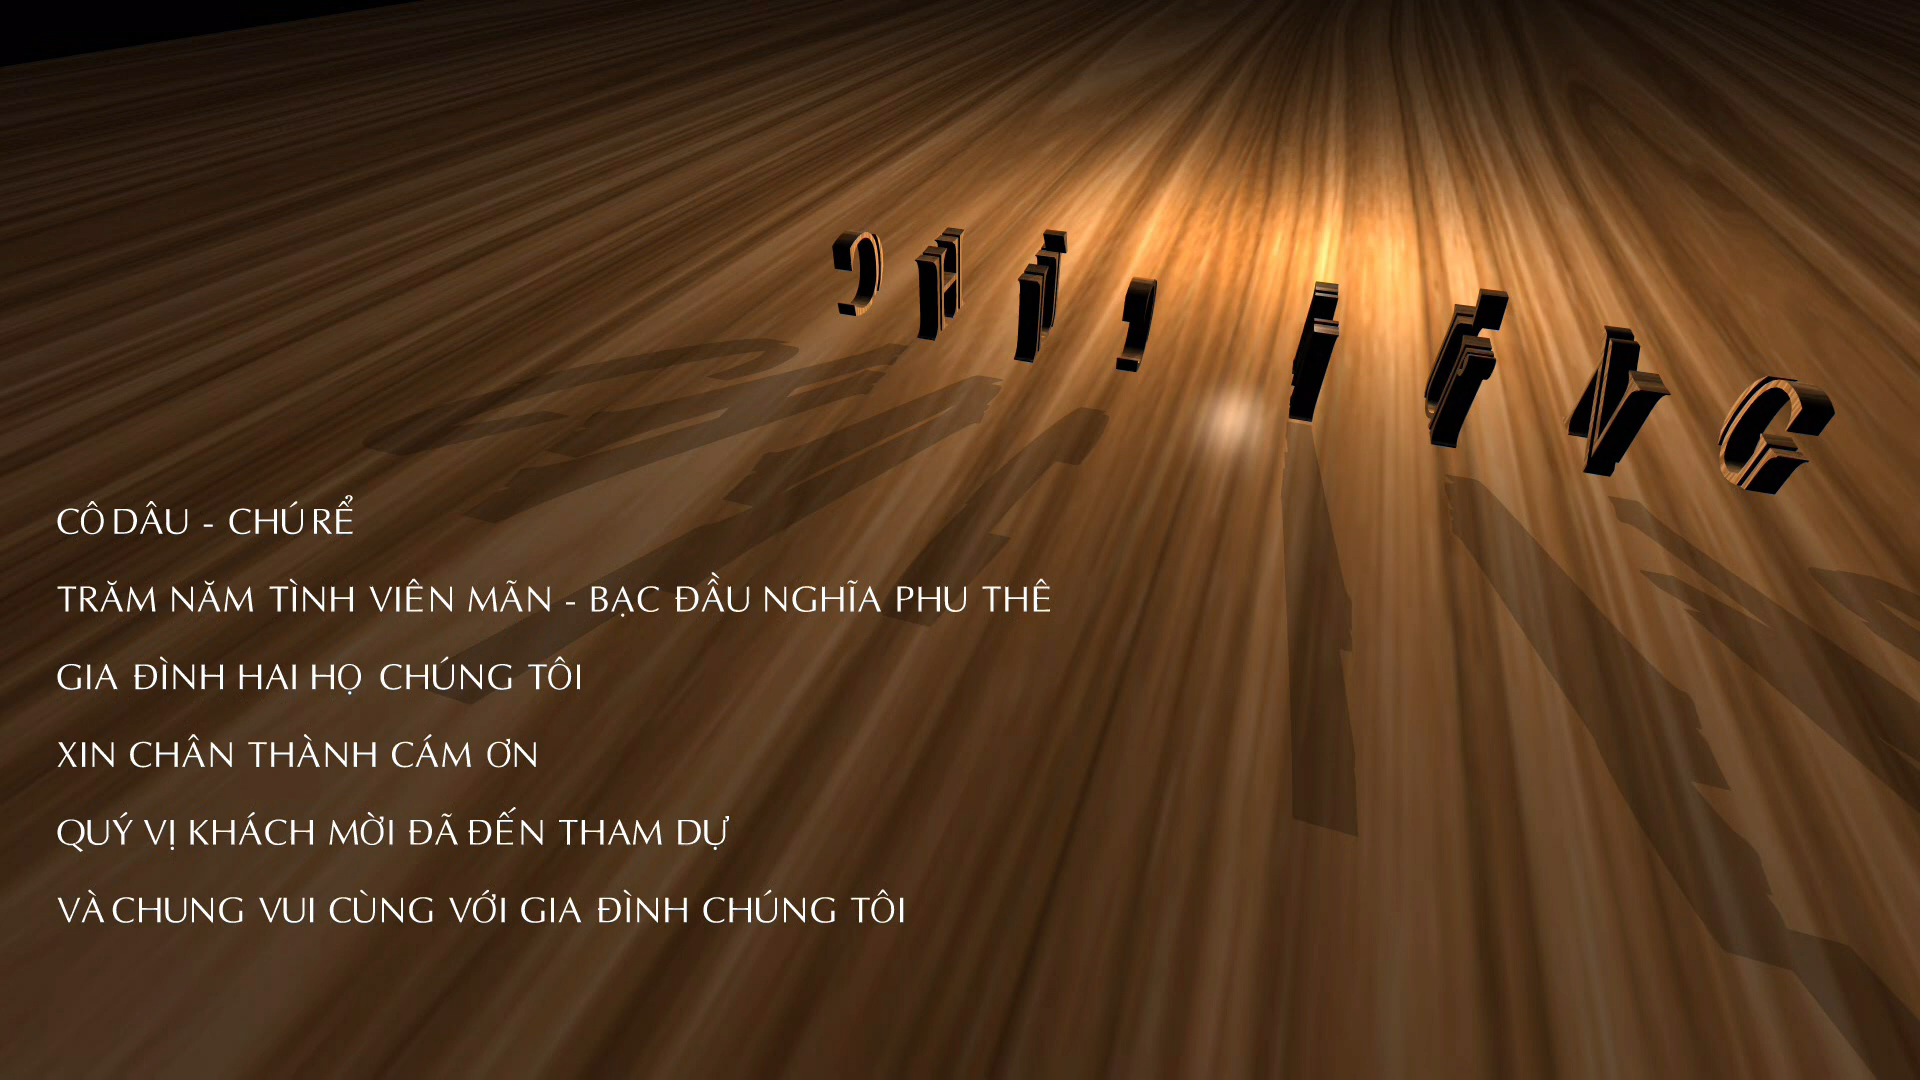 CÔ DÂU - CHÚ RỂ
TRĂM NĂM TÌNH VIÊN MÃN - BẠC ĐẦU NGHĨA PHU THÊ
GIA ĐÌNH HAI HỌ CHÚNG TÔI
XIN CHÂN THÀNH CÁM ƠN
QUÝ VỊ KHÁCH MỜI ĐÃ ĐẾN THAM DỰ
VÀ CHUNG VUI CÙNG VỚI GIA ĐÌNH CHÚNG TÔI